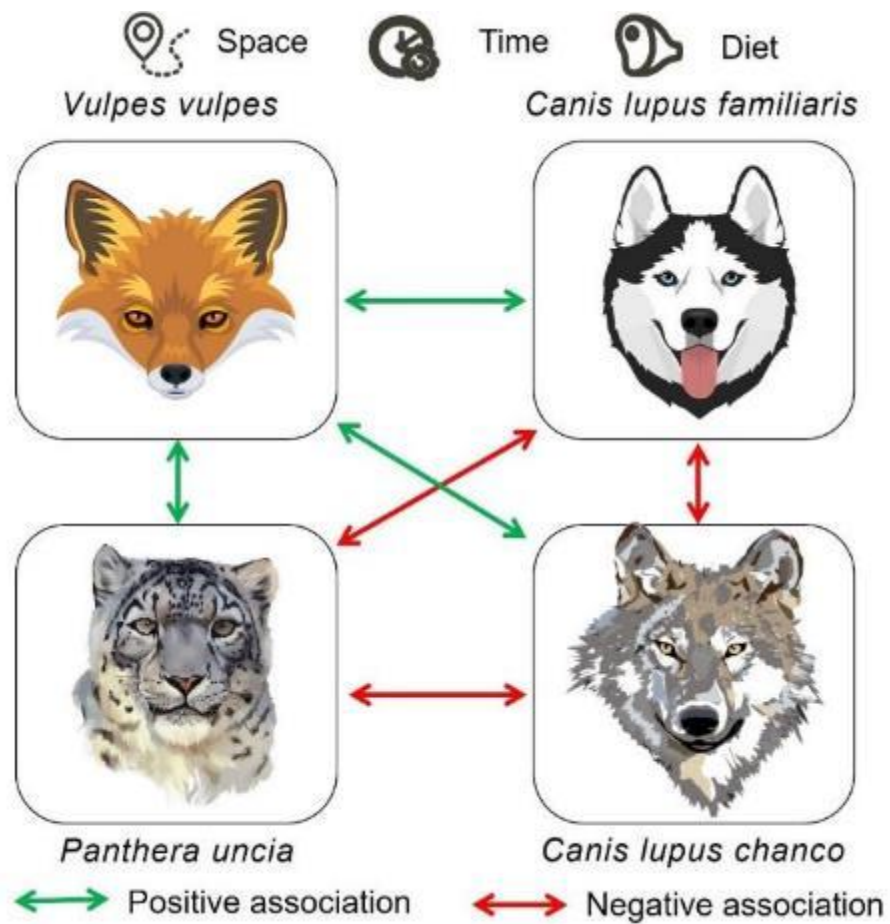 Space Time Diet
Vulpes vulpes Canis lupus familiaris
Panthera uncia Canis lupus chanco
Positive association Negative association